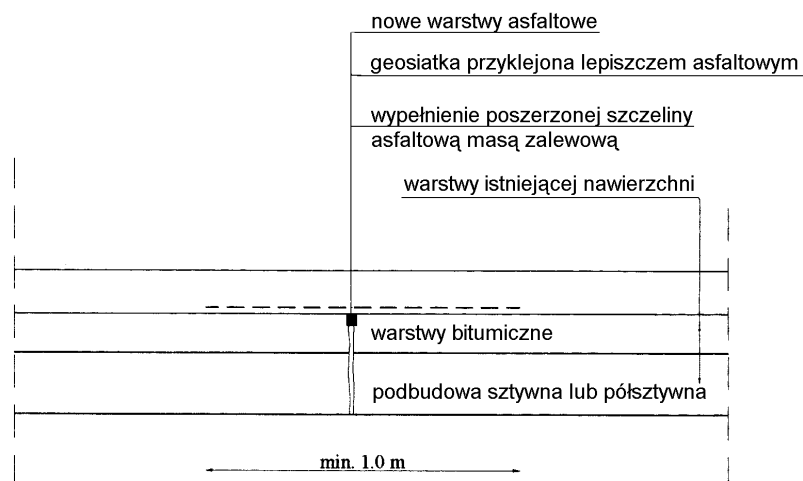 nowe warstwy asfaltowe
geosiatka przyklejona lepiszczem asfaltowym
wypełnienie poszerzonej szczeliny
asfaltową masą zalewową
warstwy istniejącej nawierzchni
warstwy bitumiczne
podbudowa sztywna lub półsztywna
min. 1.0 m